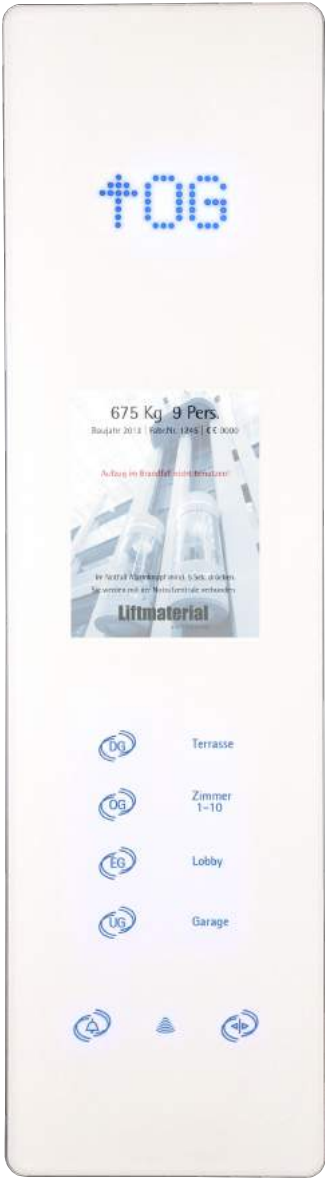 ↑OG
675 Kg 9 Pers.
Baujahr 2013 | Fabr.Nr. 1245 | C€ 0000
Aufzug im Brandfall nicht benutzen!
Im Notfall Alarmknopf mind. 5 Sek. drücken
Sie werden mit der Notrufzentrale verbunden
Liftmaterial
DG Terrasse
OG Zimmer
1-10
EG Lobby
UG Garage